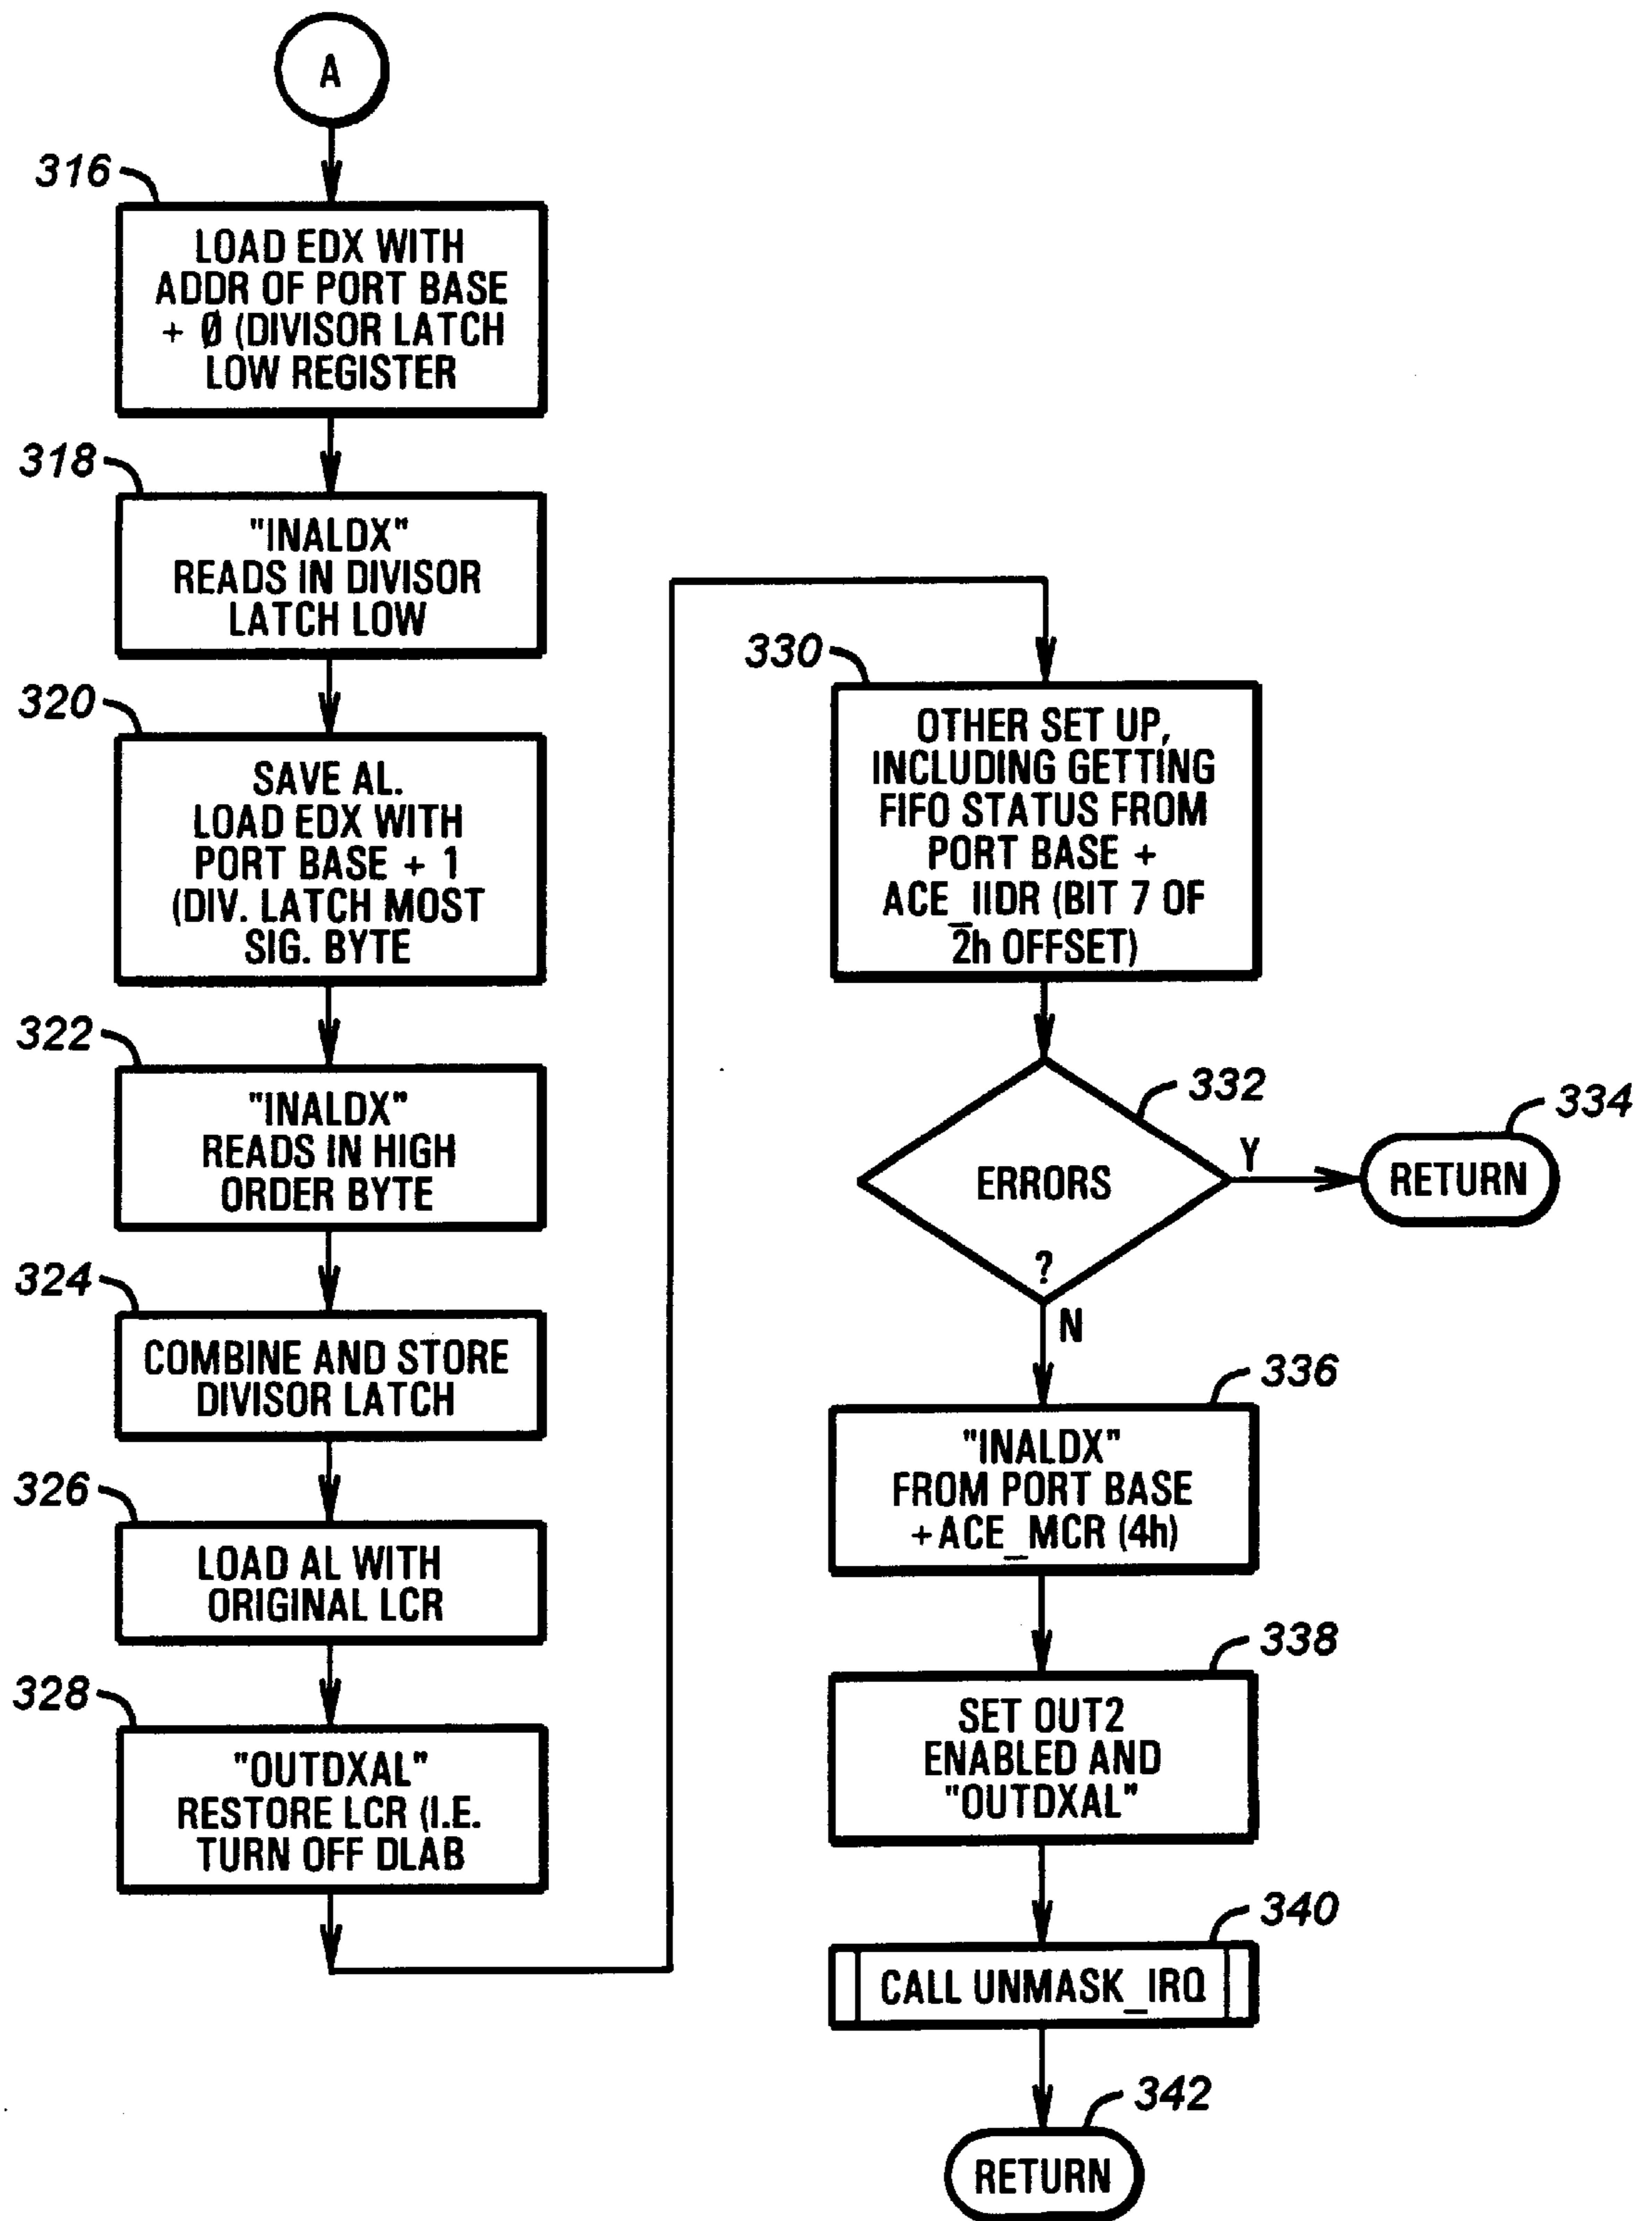 A
316
LOAD EDX WITH
ADDR OF PORT BASE
+ Ø (DIVISOR LATCH
LOW REGISTER
318
"INALDX"
READS IN DIVISOR
LATCH LOW
320
SAVE AL.
LOAD EDX WITH
PORT BASE + 1
(DIV. LATCH MOST
SIG. BYTE
322
"INALDX"
READS IN HIGH
ORDER BYTE
324
COMBINE AND STORE
DIVISOR LATCH
326
LOAD AL WITH
ORIGINAL LCR
328
"OUTDXAL"
RESTORE LCR (I.E.
TURN OFF DLAB
330
OTHER SET UP,
INCLUDING GETTING
FIFO STATUS FROM
PORT BASE +
ACE_IIDR (BIT 7 OF
2h OFFSET)
332
ERRORS
?
Y
334
RETURN
N
336
"INALDX"
FROM PORT BASE
+ACE_MCR (4h)
338
SET OUT2
ENABLED AND
"OUTDXAL"
340
CALL UNMASK_IRQ
342
RETURN